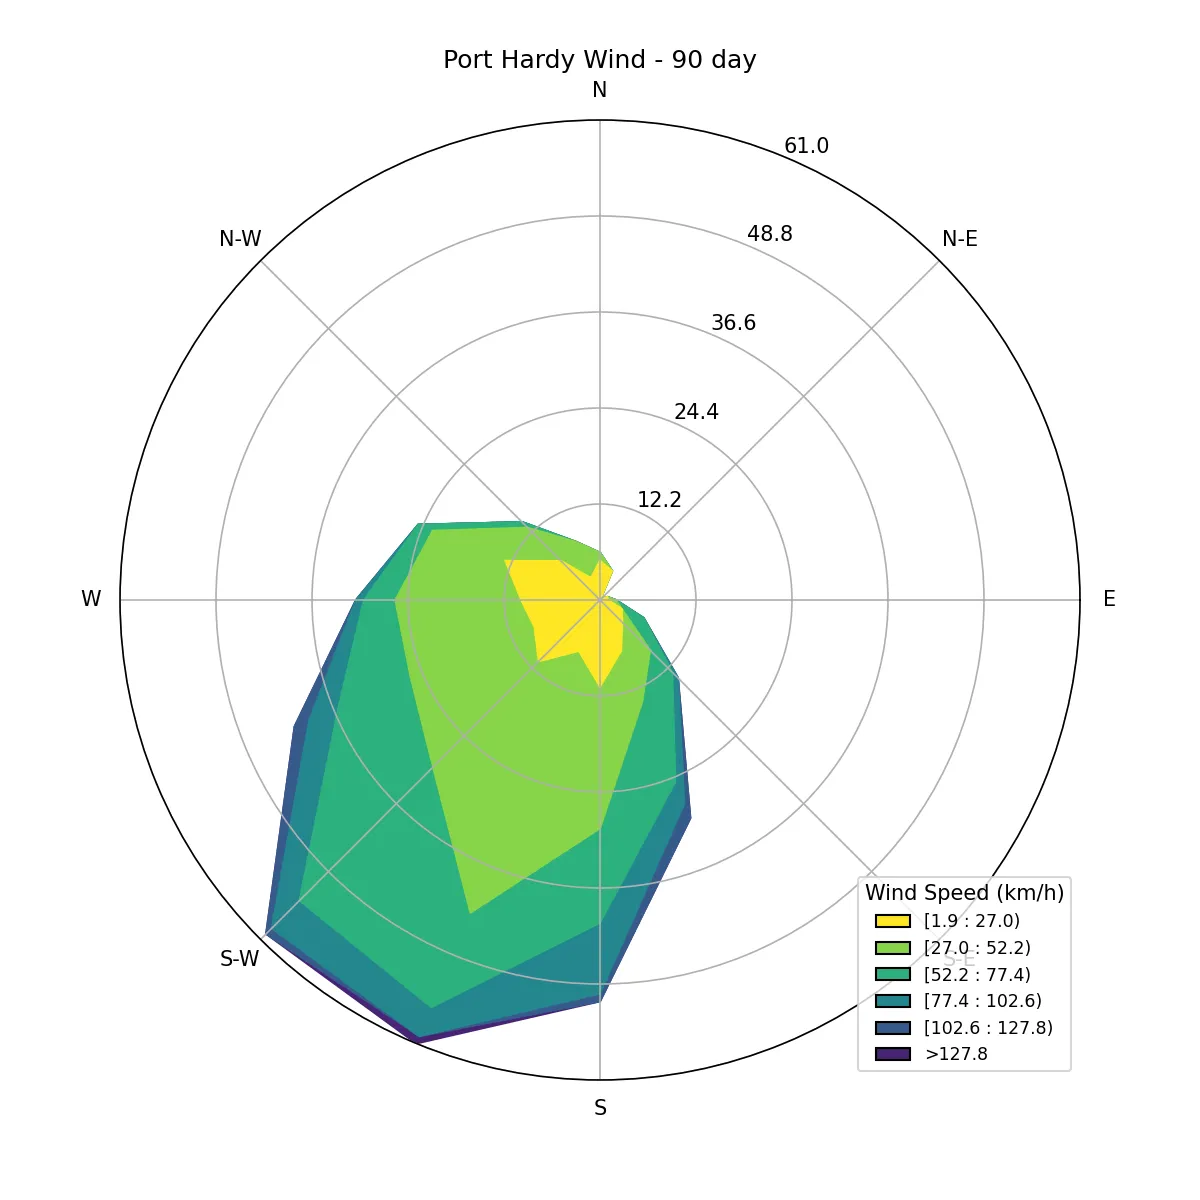 Port Hardy Wind - 90 day
N
61.0
N-W
N-E
48.8
36.6
24.4
12.2
W
E
S-W
S-E
S
Wind Speed (km/h)
[1.9 : 27.0)
[27.0 : 52.2)
[52.2 : 77.4)
[77.4 : 102.6)
[102.6 : 127.8)
>127.8